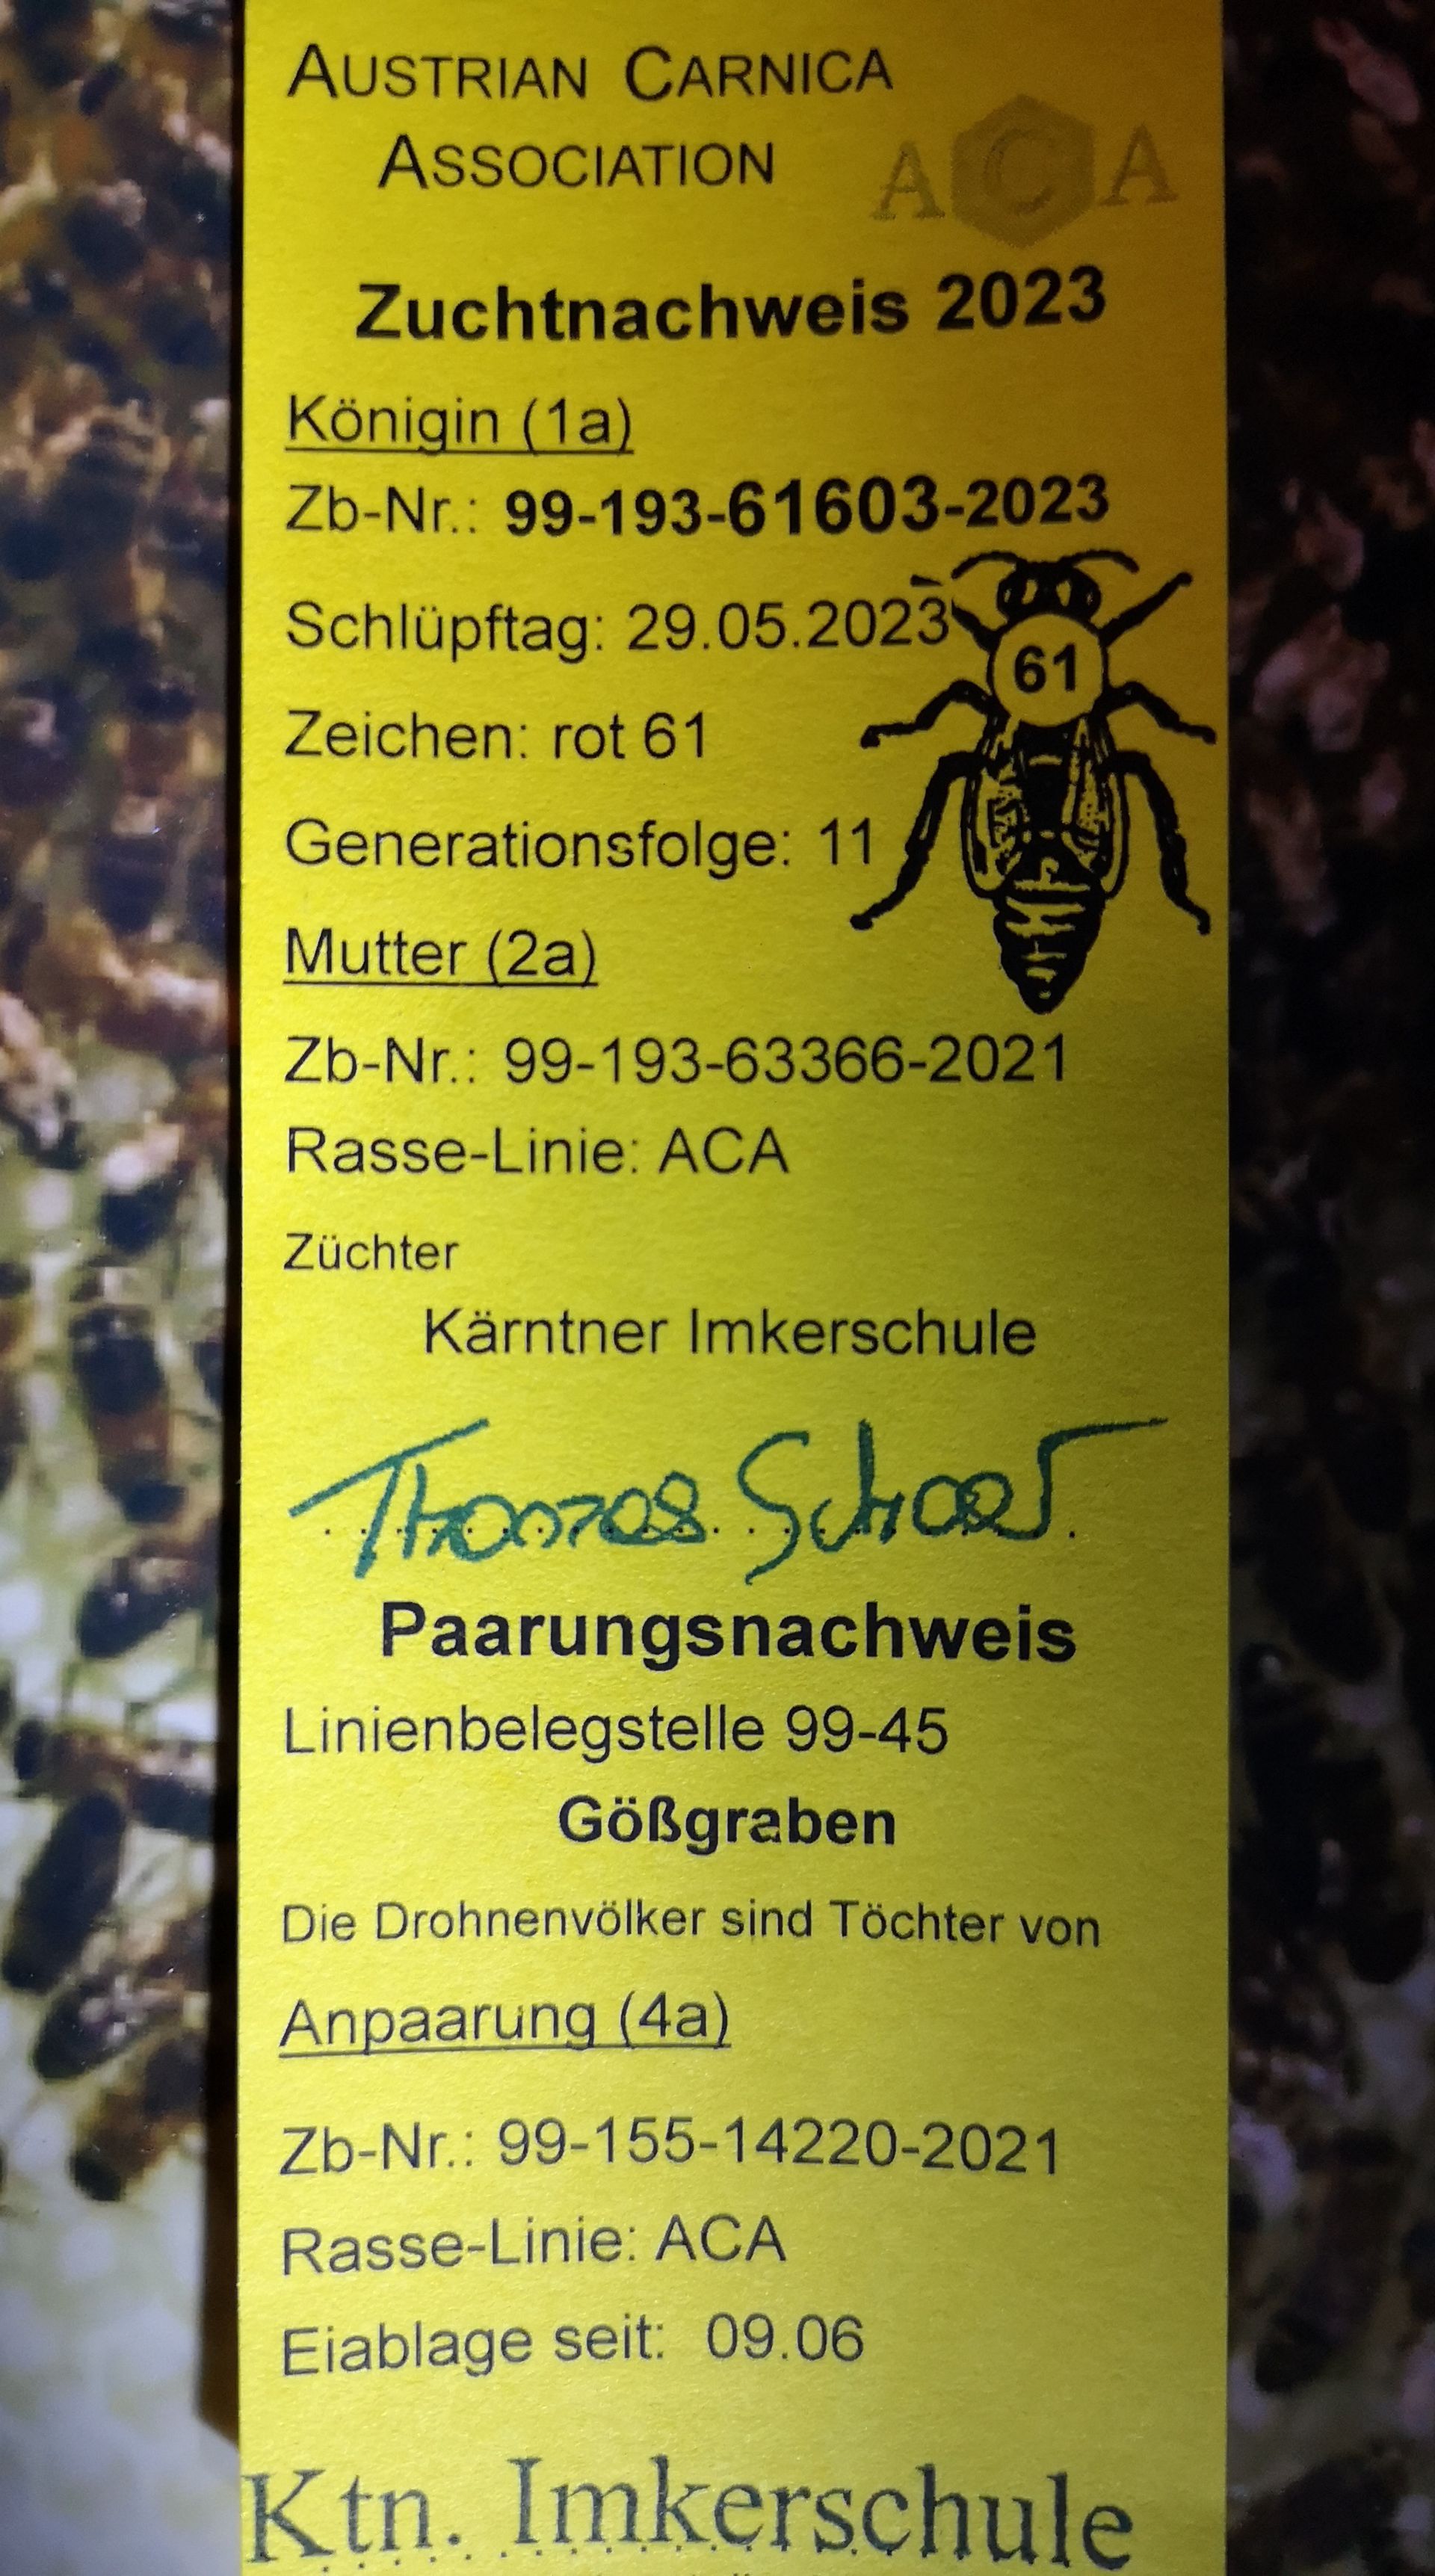 AUSTRIAN CARNICA
ASSOCIATION
A C A
Zuchtnachweis 2023
Königin (1a)
Zb-Nr.: 99-193-61603-2023
Schlüpftag: 29.05.2023
61
Zeichen: rot 61
Generationsfolge: 11
Mutter (2a)
Zb-Nr.: 99-193-63366-2021
Rasse-Linie: ACA
Züchter
Kärntner Imkerschule
Thomas
Paarungsnachweis
Linienbelegstelle 99-45
Gößgraben
Die Drohnenvölker sind Töchter von
Anpaarung (4a)
Zb-Nr.: 99-155-14220-2021
Rasse-Linie: ACA
Eiablage seit: 09.06
Ktn. Imkerschule